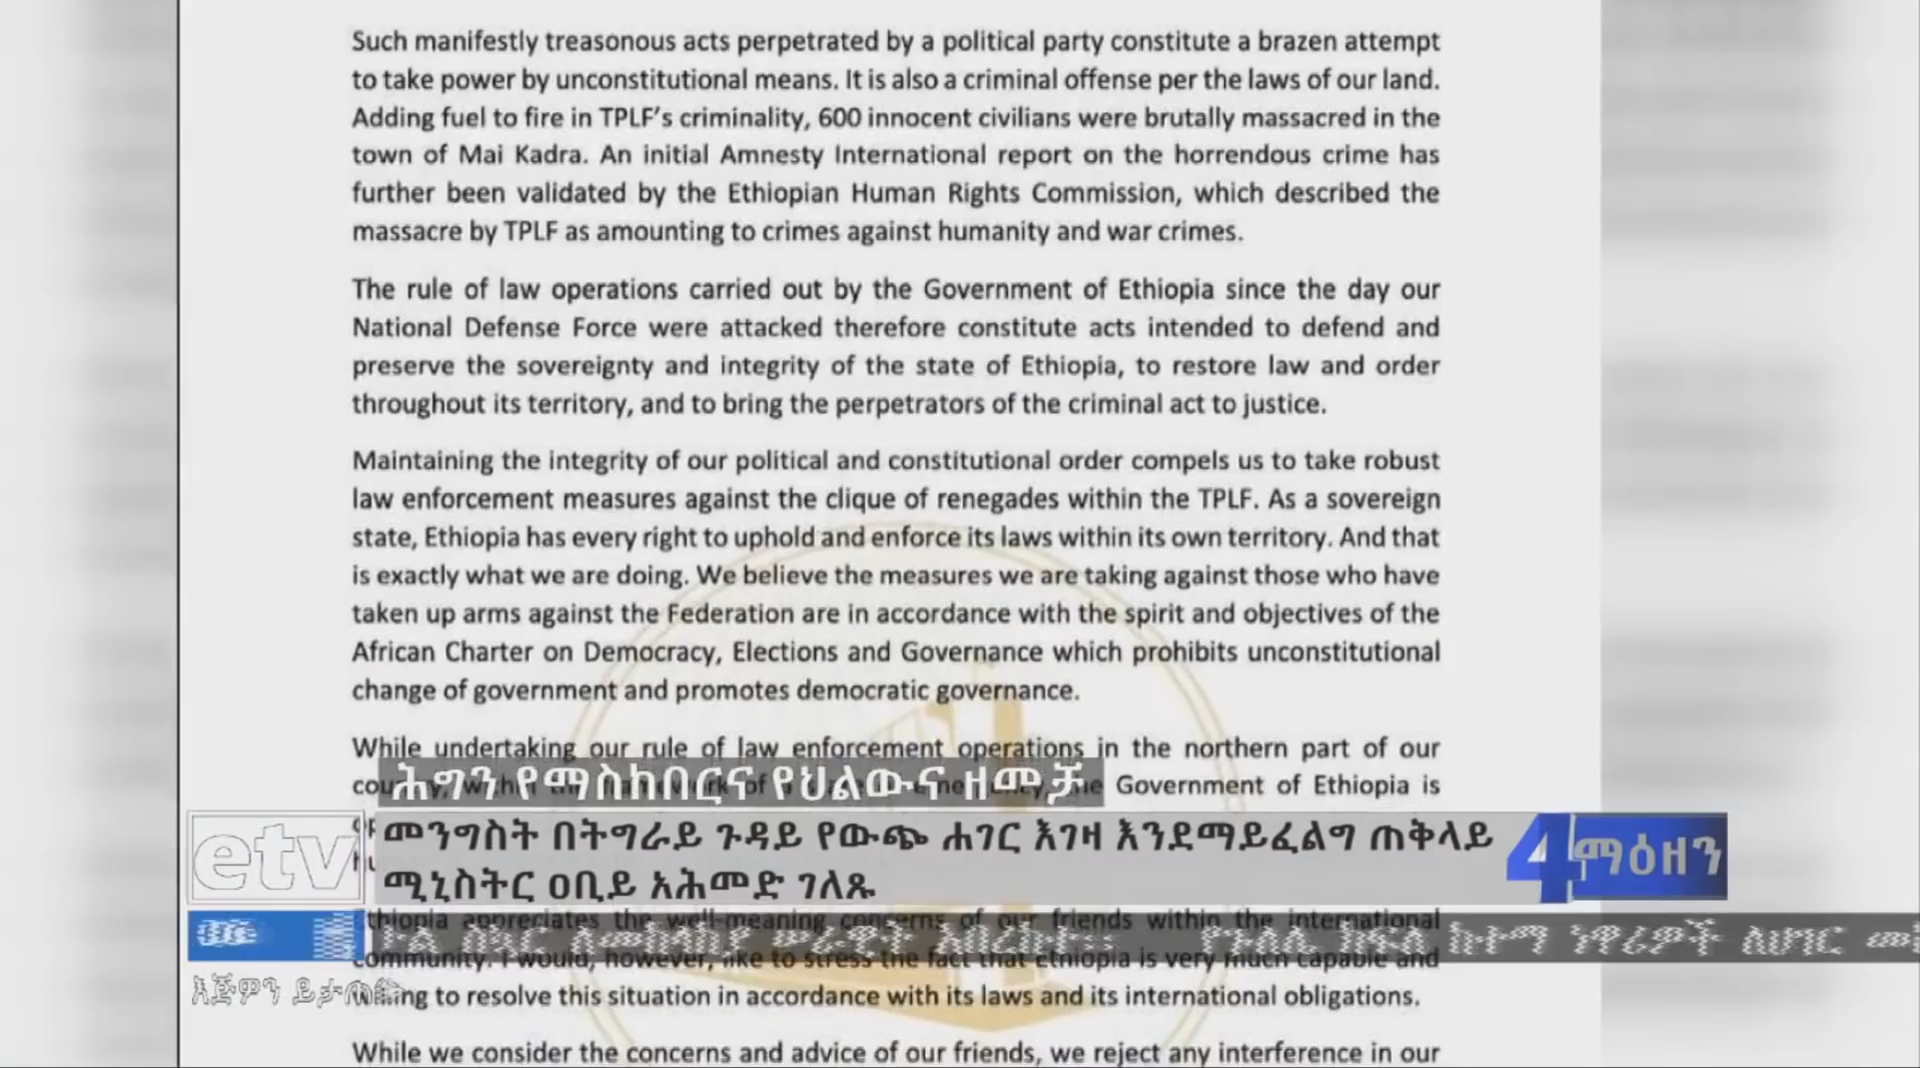 Such manifestly treasonous acts perpetrated by a political party constitute a brazen attempt
to take power by unconstitutional means. It is also a criminal offense per the laws of our land.
Adding fuel to fire in TPLF's criminality, 600 innocent civilians were brutally massacred in the
town of Mai Kadra. An initial Amnesty International report on the horrendous crime has
further been validated by the Ethiopian Human Rights Commission, which described the
massacre by TPLF as amounting to crimes against humanity and war crimes.
The rule of law operations carried out by the Government of Ethiopia since the day our
National Defense Force were attacked therefore constitute acts intended to defend and
preserve the sovereignty and integrity of the state of Ethiopia, to restore law and order
throughout its territory, and to bring the perpetrators of the criminal act to justice.
Maintaining the integrity of our political and constitutional order compels us to take robust
law enforcement measures against the clique of renegades within the TPLF. As a sovereign
state, Ethiopia has every right to uphold and enforce its laws within its own territory. And that
is exactly what we are doing. We believe the measures we are taking against those who have
taken up arms against the Federation are in accordance with the spirit and objectives of the
African Charter on Democracy, Elections and Governance which prohibits unconstitutional
change of government and promotes democratic governance.
While undertaking our rule of law enforcement operations in the northern part of our
Government of Ethiopia is
ሕግን የማስከበርና የህልውና ዘመቻ
etv
መንግስት በትግራይ ጉዳይ የውጭ ሐገር እገዛ እንደማይፈልግ ጠቅላይ
ሚኒስትር ዐቢይ አሕመድ ገለጹ
4 ማዕዘን
Ethiopia appreciates the well-meaning concerns of our friends within the international
community. I would, however, like to stress the fact that Ethiopia is very much capable and
to resolve this situation in accordance with its laws and its international obligations.
While we consider the concerns and advice of our friends, we reject any interference in our